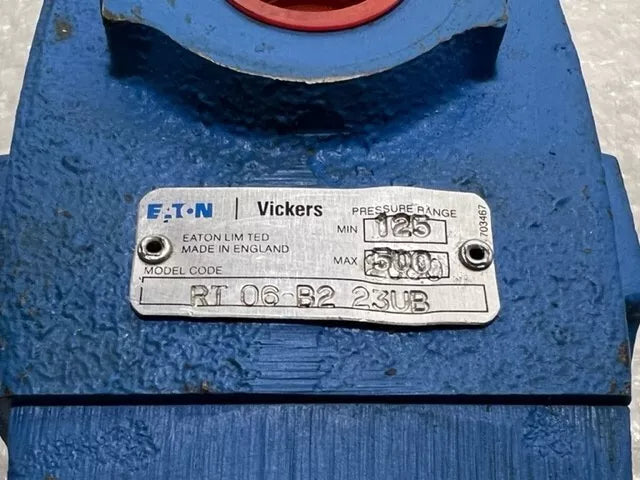 EATON | Vickers
EATON LIMITED
MADE IN ENGLAND
PRESSURE RANGE
MIN 125
MAX 500
703467
MODEL CODE
RT 06 B2 23UB